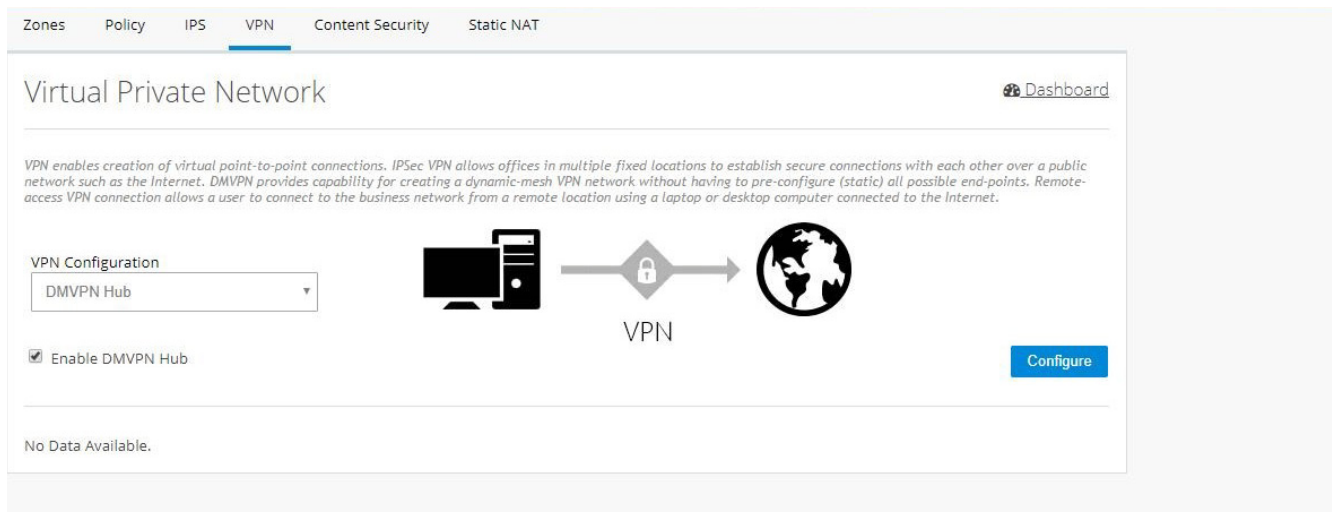 Zones Policy IPS VPN Content Security Static NAT
Virtual Private Network
Dashboard
VPN enables creation of virtual point-to-point connections. IPSec VPN allows offices in multiple fixed locations to establish secure connections with each other over a public
network such as the Internet. DMVPN provides capability for creating a dynamic-mesh VPN network without having to pre-configure (static) all possible end-points. Remote-
access VPN connection allows a user to connect to the business network from a remote location using a laptop or desktop computer connected to the Internet.
VPN Configuration
DMVPN Hub
VPN
Enable DMVPN Hub
Configure
No Data Available.